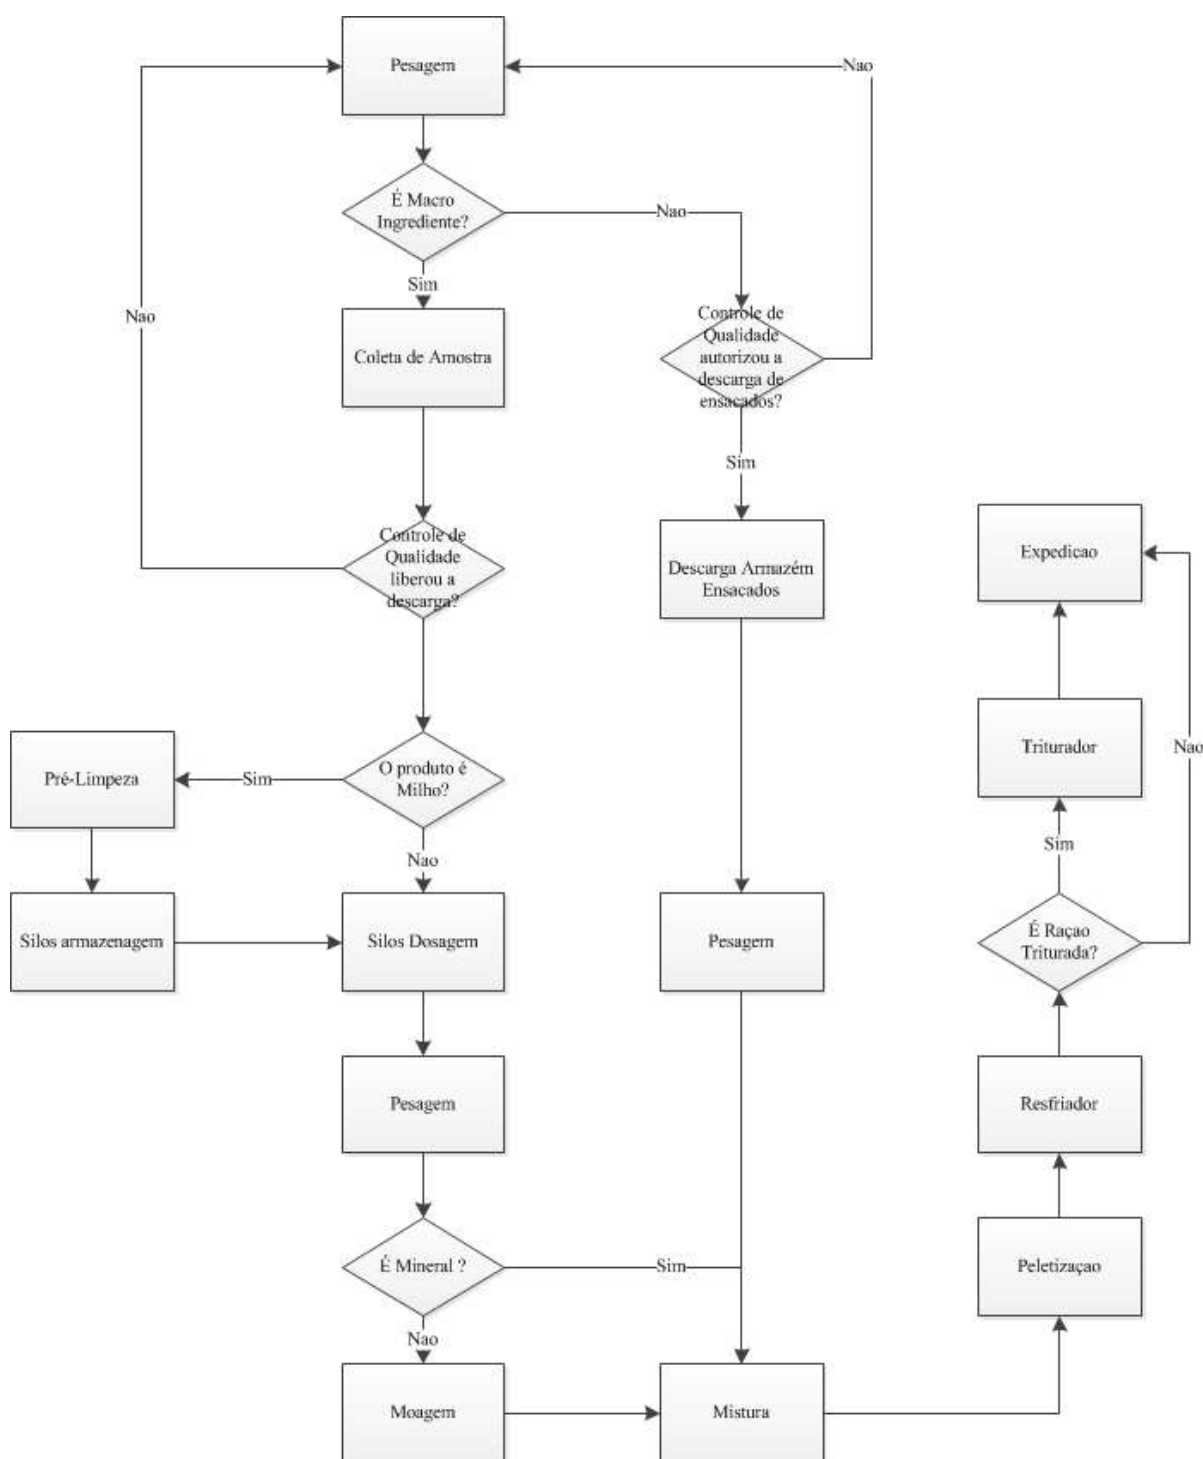 Pesagem
Nao
É Macro
Ingrediente?
Nao
Sim
Nao
Coleta de Amostra
Controle de
Qualidade
autorizou a
descarga de
ensacados?
Sim
Controle de
Qualidade
liberou a
descarga?
Descarga Armazém
Ensacados
Expedicao
Pré-Limpeza
Sim
O produto é
Milho?
Triturador
Nao
Nao
Sim
Silos armazenagem
Silos Dosagem
Pesagem
É Raçao
Triturada?
Pesagem
Resfriador
É Mineral ?
Sim
Peletizaçao
Nao
Moagem
Mistura